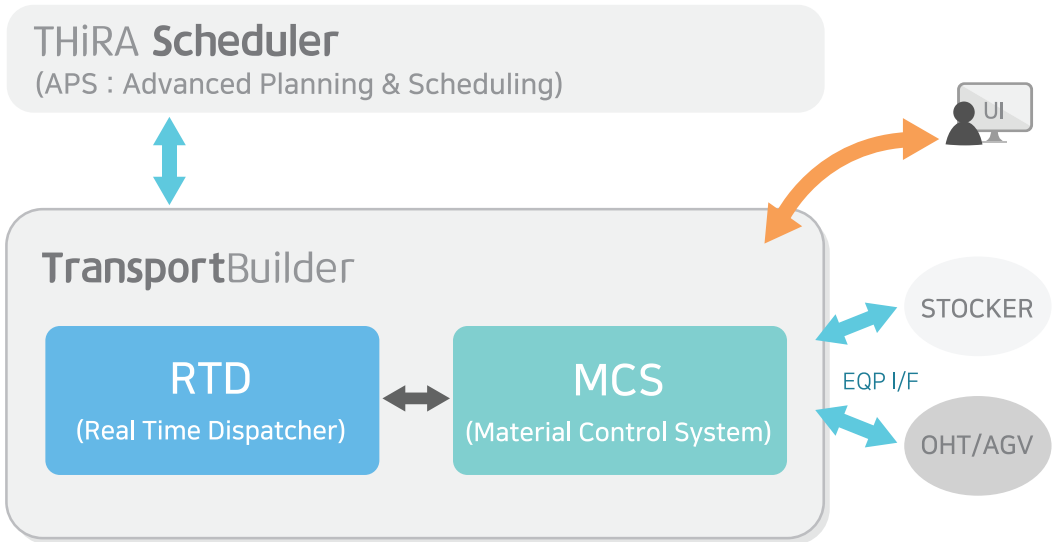 THiRA Scheduler
(APS : Advanced Planning & Scheduling)
UI
TransportBuilder
RTD
(Real Time Dispatcher)
MCS
(Material Control System)
STOCKER
EQP I/F
OHT/AGV